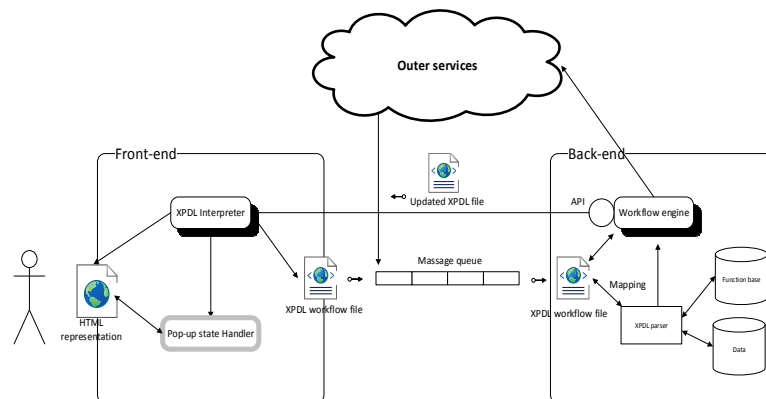 Outer services
Front-end
Back-end
Updated XPDL file
XPDL Interpreter
API
Workflow engine
Massage queue
Mapping
Function base
XPDL workflow file
XPDL workflow file
HTML
representation
Pop-up state Handler
XPDL parser
Data